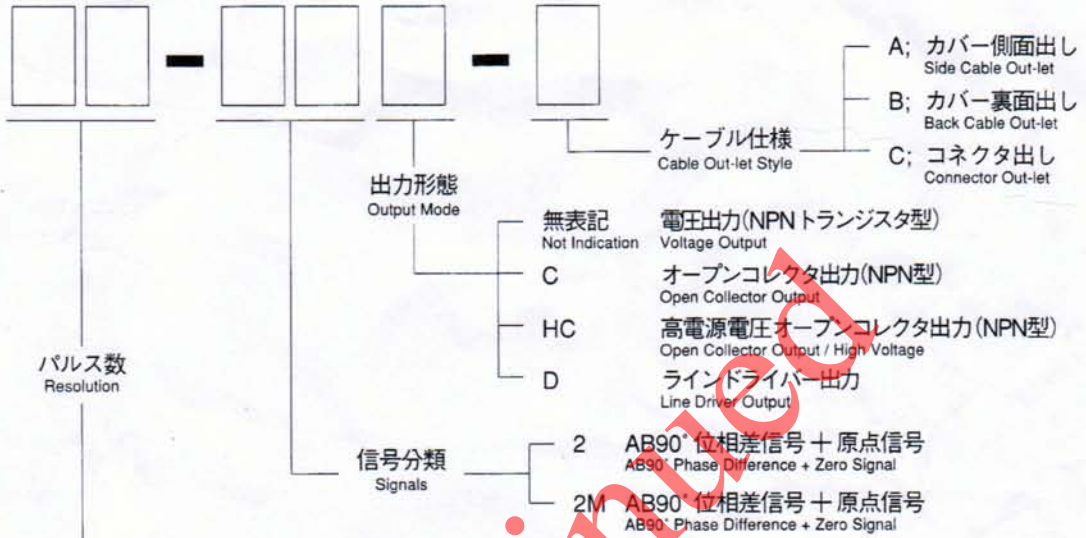 A; カバー側面出し
Side Cable Out-let
B; カバー裏面出し
Back Cable Out-let
ケーブル仕様
Cable Out-let Style
C; コネクタ出し
Connector Out-let
出力形態
Output Mode
無表記 電圧出力(NPNトランジスタ型)
Not Indication Voltage Output
C オープンコレクタ出力(NPN型)
Open Collector Output
HC 高電源電圧オープンコレクタ出力(NPN型)
Open Collector Output / High Voltage
D ラインドライバー出力
Line Driver Output
パルス数
Resolution
信号分類
Signals
2 AB90°位相差信号+原点信号
AB90° Phase Difference + Zero Signal
2M AB90°位相差信号+原点信号
AB90° Phase Difference + Zero Signal
inued